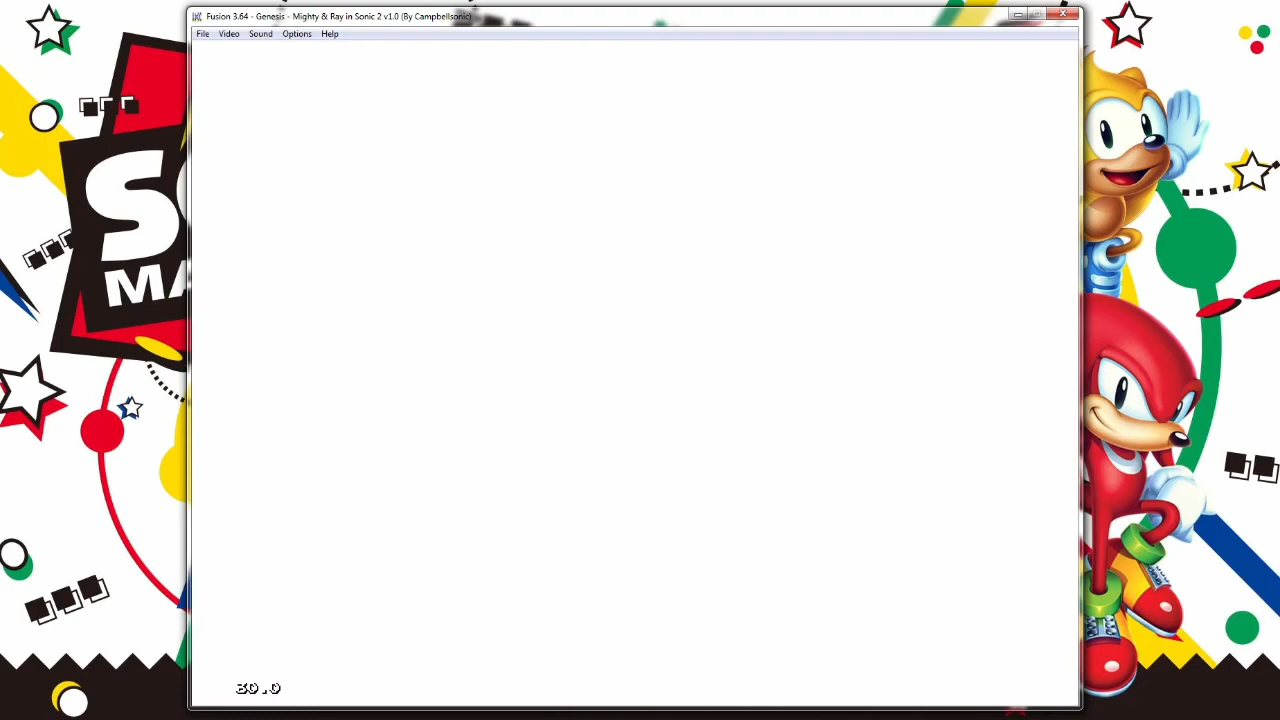 Fusion 3.64 - Genesis - Mighty & Ray in Sonic 2 v1.0 (By Campbellsonic)
File Video Sound Options Help
30.0